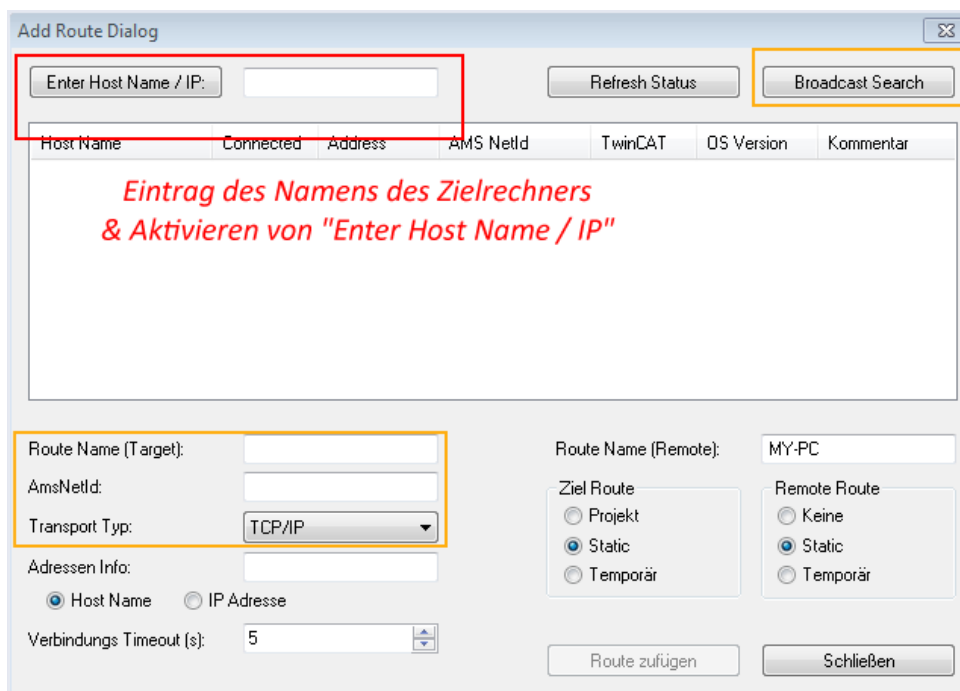 Add Route Dialog
Enter Host Name / IP:
Refresh Status
Broadcast Search
Host Name Connected Address AMS NetId TwinCAT OS Version Kommentar
Eintrag des Namens des Zielrechners
& Aktivieren von "Enter Host Name / IP"
Route Name (Target):
AmsNetId:
Transport Typ: TCP/IP
Adressen Info:
Host Name IP Adresse
Verbindungs Timeout (s): 5
Route Name (Remote): MY-PC
Ziel Route
Projekt
Static
Temporär
Remote Route
Keine
Static
Temporär
Route zufügen
Schließen